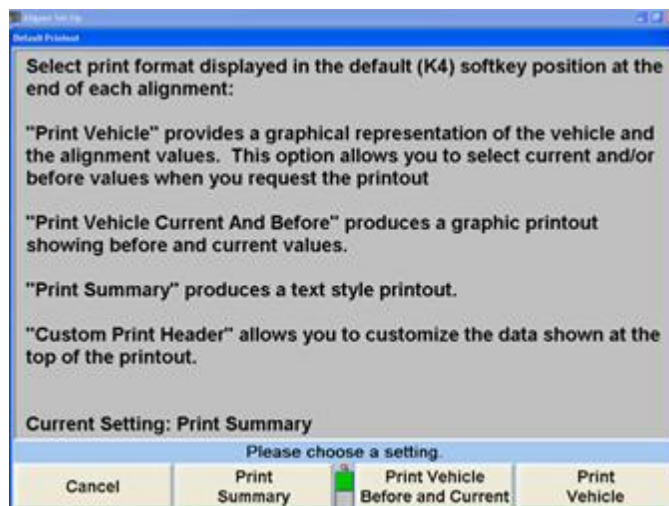 Aligner Set-Up
Default Printout
Select print format displayed in the default (K4) softkey position at the
end of each alignment:
"Print Vehicle" provides a graphical representation of the vehicle and
the alignment values.  This option allows you to select current and/or
before values when you request the printout
"Print Vehicle Current And Before" produces a graphic printout
showing before and current values.
"Print Summary" produces a text style printout.
"Custom Print Header" allows you to customize the data shown at the
top of the printout.
Current Setting: Print Summary
Please choose a setting.
Cancel
Print
Summary
Print Vehicle
Before and Current
Print
Vehicle